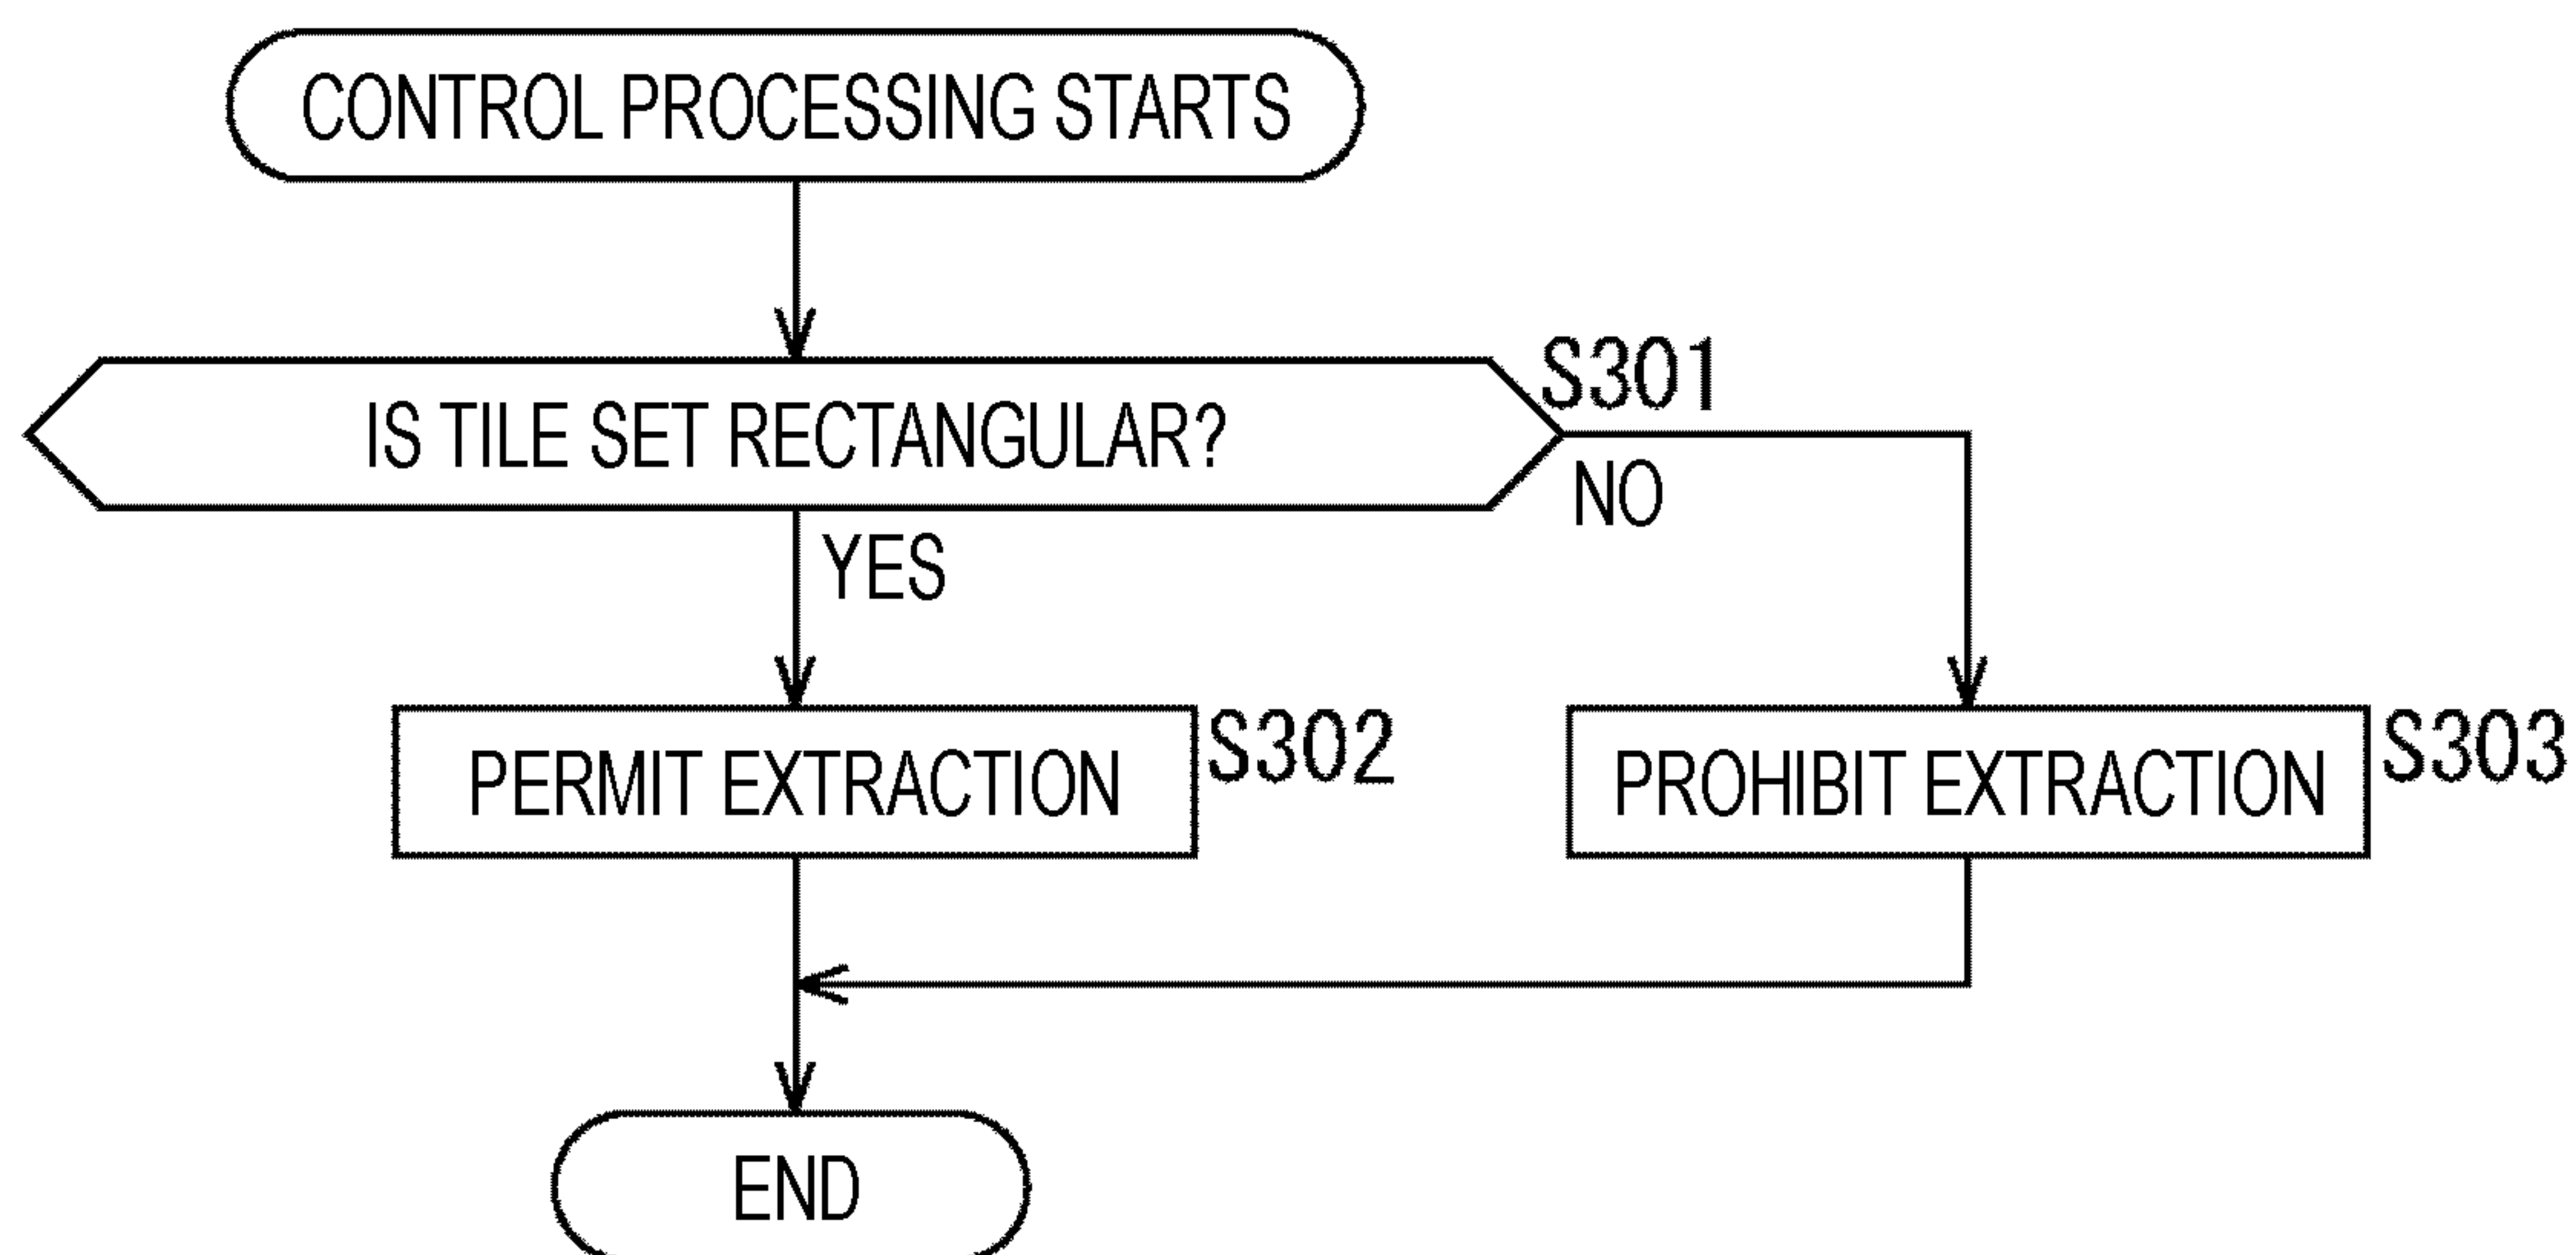 CONTROL PROCESSING STARTS
S301
IS TILE SET RECTANGULAR?
NO
YES
PERMIT EXTRACTION
S302
PROHIBIT EXTRACTION
S303
END